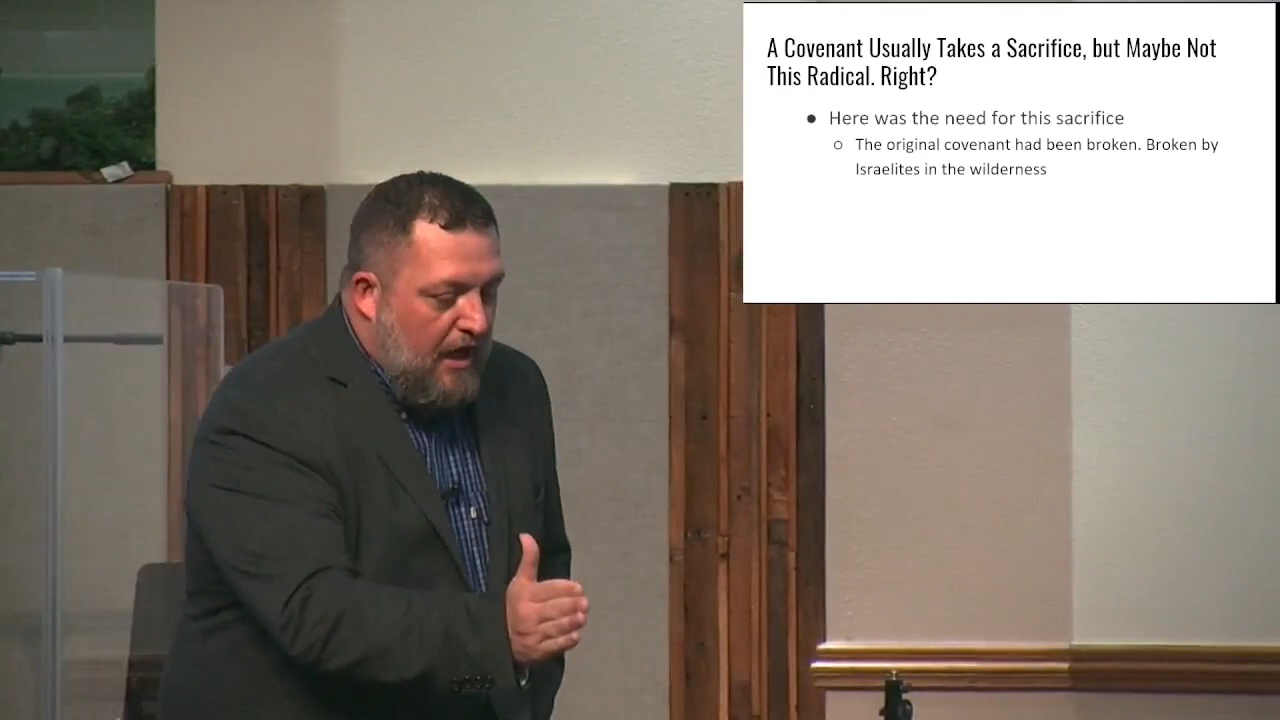 A Covenant Usually Takes a Sacrifice, but Maybe Not
This Radical. Right?
● Here was the need for this sacrifice
○ The original covenant had been broken. Broken by
Israelites in the wilderness